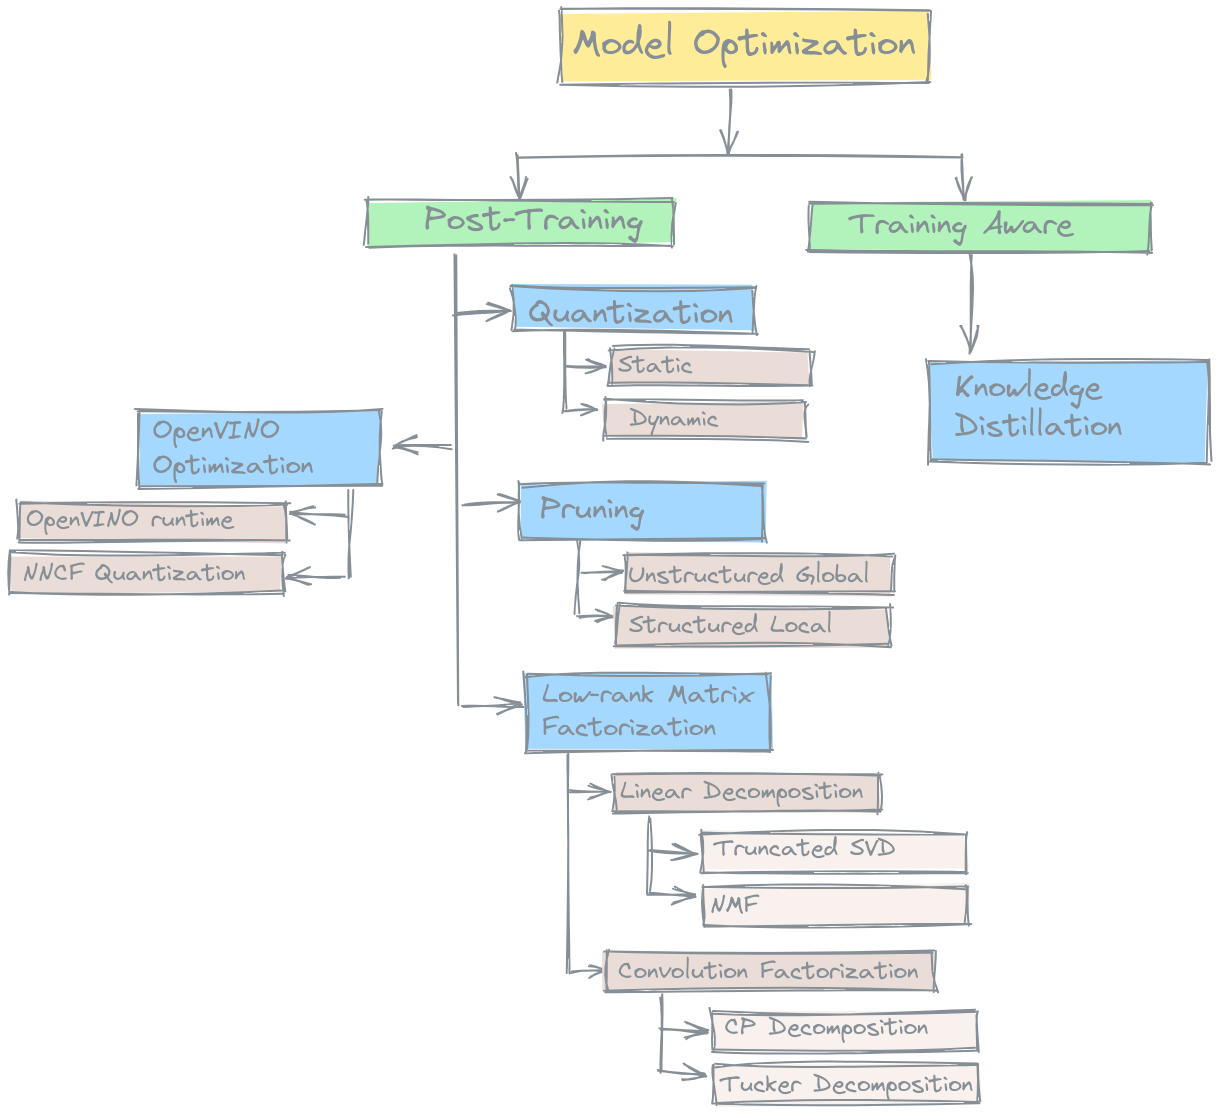 Model Optimization
Post-Training
Training Aware
Quantization
Static
Dynamic
Knowledge
Distillation
OpenVINO
Optimization
OpenVINO runtime
NNCF Quantization
Pruning
Unstructured Global
Structured Local
Low-rank Matrix
Factorization
Linear Decomposition
Truncated SVD
NMF
Convolution Factorization
CP Decomposition
Tucker Decomposition